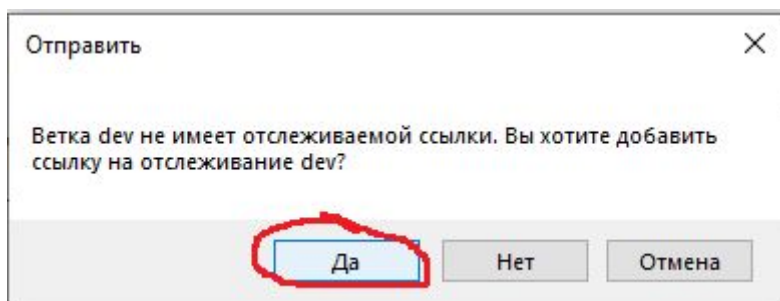 Отправить
Ветка dev не имеет отслеживаемой ссылки. Вы хотите добавить
ссылку на отслеживание dev?
Да Нет Отмена